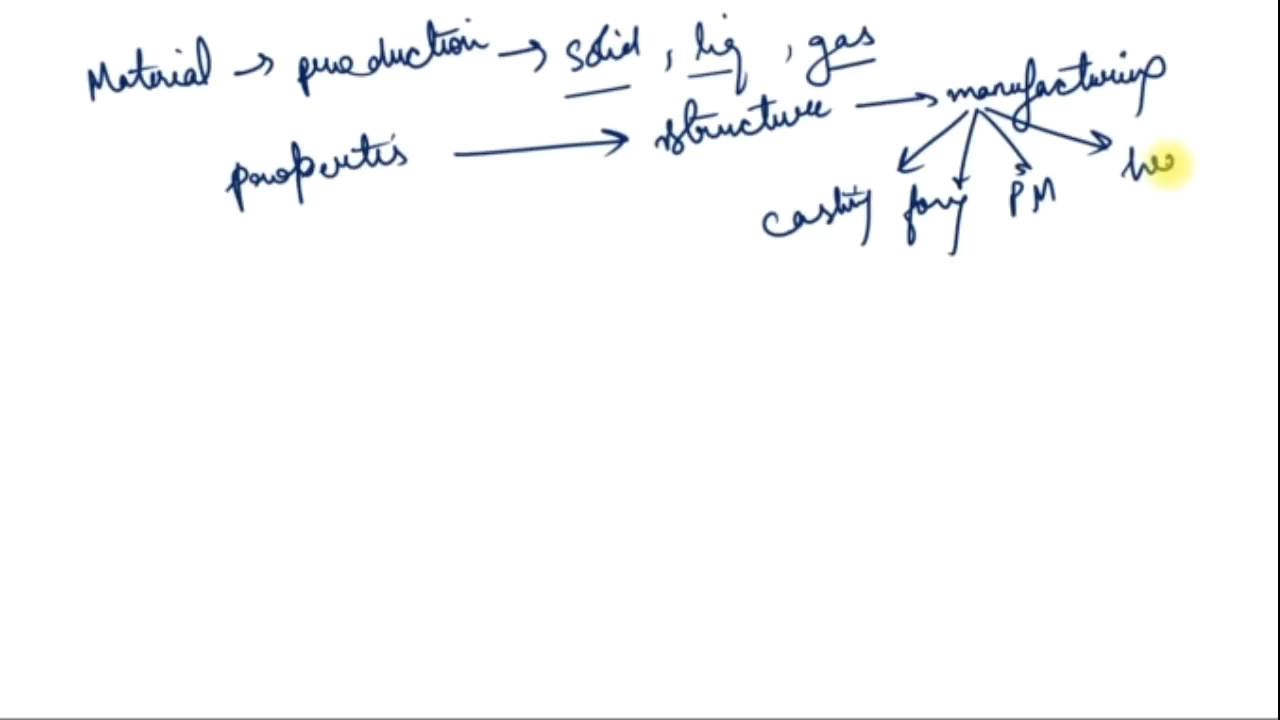 Material → production → solid, liq, gas
properties → structure → manufacturing
casting forg PM